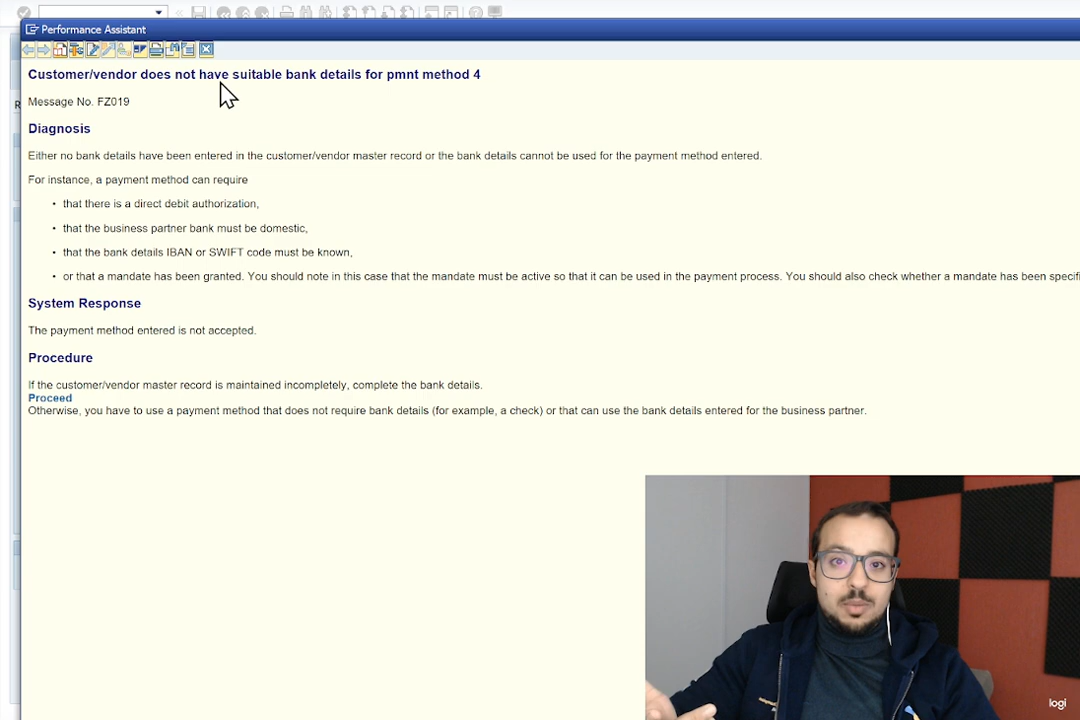 Performance Assistant
Customer/vendor does not have suitable bank details for pmnt method 4
R
Message No. FZ019
Diagnosis
Either no bank details have been entered in the customer/vendor master record or the bank details cannot be used for the payment method entered.
For instance, a payment method can require
• that there is a direct debit authorization,
• that the business partner bank must be domestic,
• that the bank details IBAN or SWIFT code must be known,
• or that a mandate has been granted. You should note in this case that the mandate must be active so that it can be used in the payment process. You should also check whether a mandate has been specifi
System Response
The payment method entered is not accepted.
Procedure
If the customer/vendor master record is maintained incompletely, complete the bank details.
Proceed
Otherwise, you have to use a payment method that does not require bank details (for example, a check) or that can use the bank details entered for the business partner.
logi